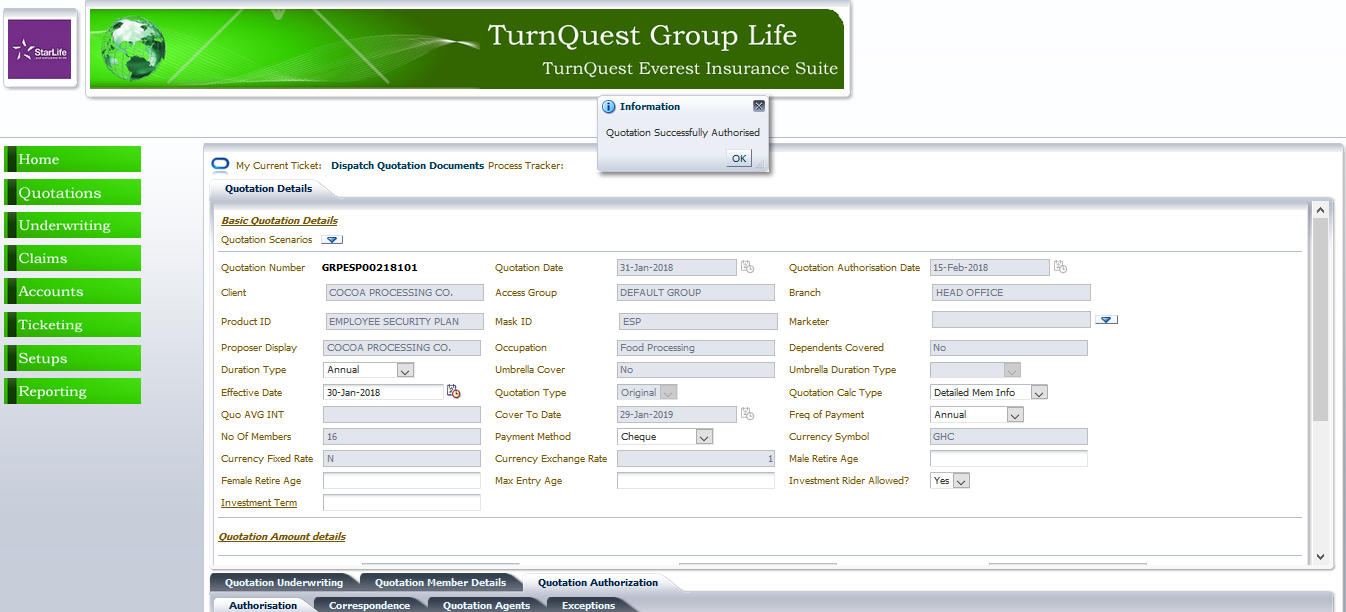 StarLife
TurnQuest Group Life
TurnQuest Everest Insurance Suite
Information
Quotation Successfully Authorised
OK
Home
Quotations
Underwriting
Claims
Accounts
Ticketing
Setups
Reporting
My Current Ticket: Dispatch Quotation Documents Process Tracker:
Quotation Details
Basic Quotation Details
Quotation Scenarios
Quotation Number GRPESP00218101 Quotation Date 31-Jan-2018 Quotation Authorisation Date 15-Feb-2018
Client COCOA PROCESSING CO. Access Group DEFAULT GROUP Branch HEAD OFFICE
Product ID EMPLOYEE SECURITY PLAN Mask ID ESP Marketer
Proposer Display COCOA PROCESSING CO. Occupation Food Processing Dependents Covered No
Duration Type Annual Umbrella Cover No Umbrella Duration Type
Effective Date 30-Jan-2018 Quotation Type Original Quotation Calc Type Detailed Mem Info
Quo AVG INT Cover To Date 29-Jan-2019 Freq of Payment Annual
No Of Members 16 Payment Method Cheque Currency Symbol GHC
Currency Fixed Rate N Currency Exchange Rate 1 Male Retire Age
Female Retire Age Max Entry Age Investment Rider Allowed? Yes
Investment Term
Quotation Amount details
Quotation Underwriting Quotation Member Details Quotation Authorization
Authorisation Correspondence Quotation Agents Exceptions